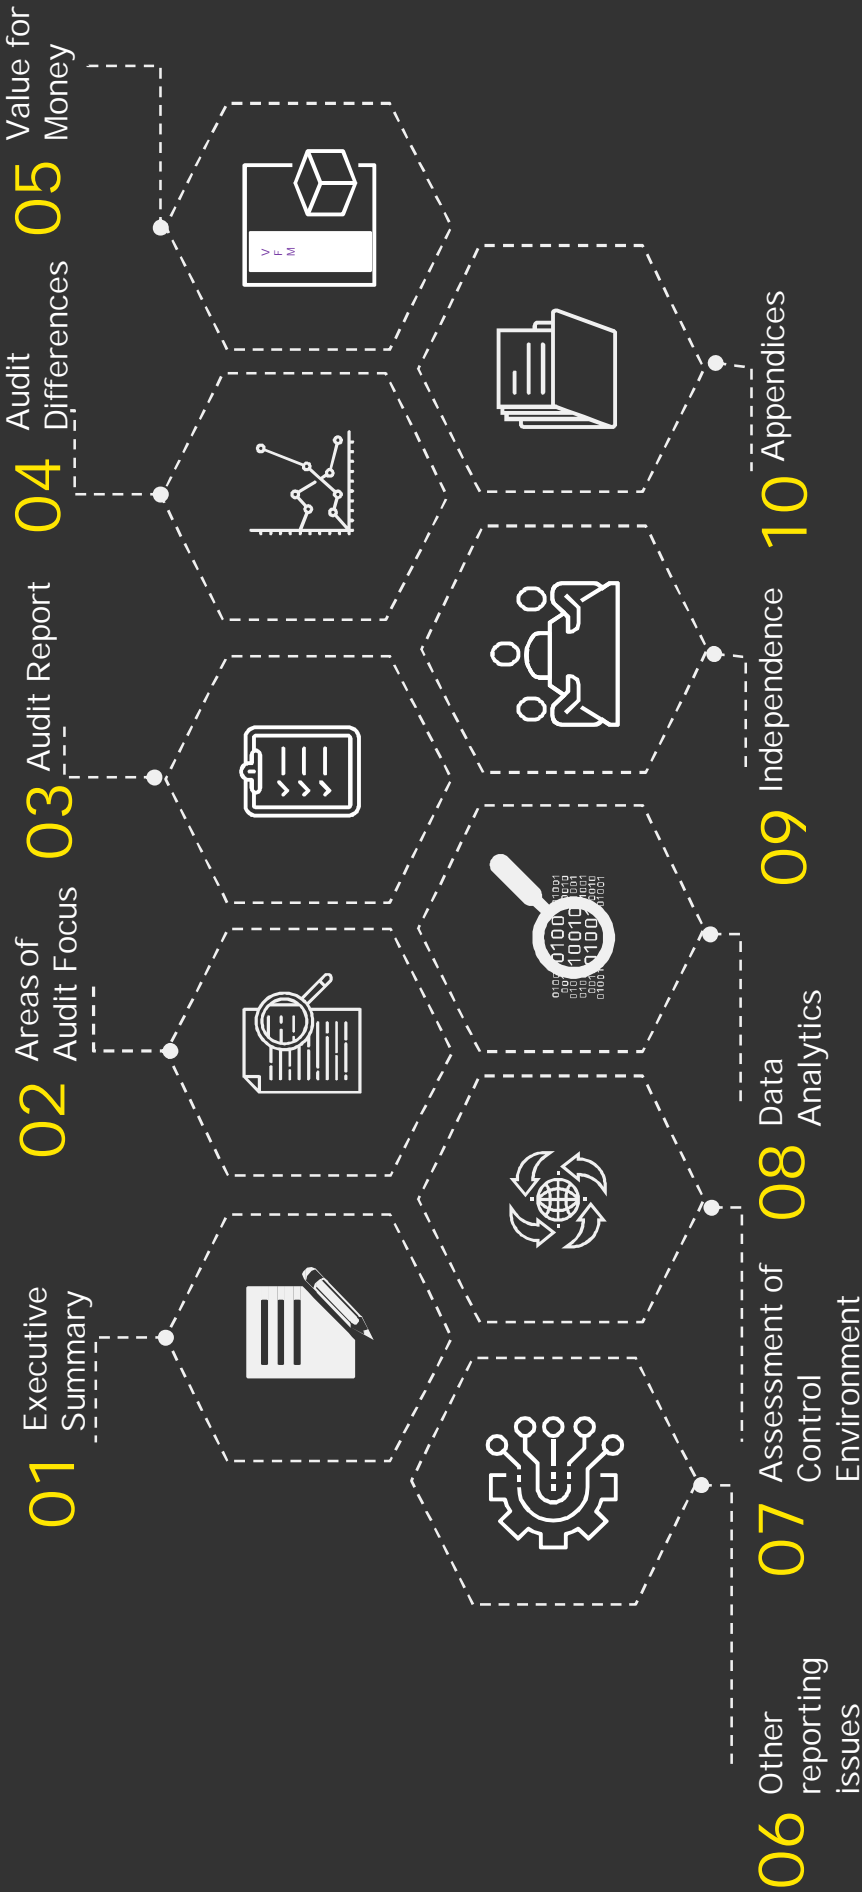 01
Executive
Summary
02
Areas of
Audit Focus
03
Audit Report
04
Audit
Differences
05
Value for
Money
V
F
M
06
Other
reporting
issues
07
Assessment of
Control
Environment
08
Data
Analytics
09
Independence
10
Appendices